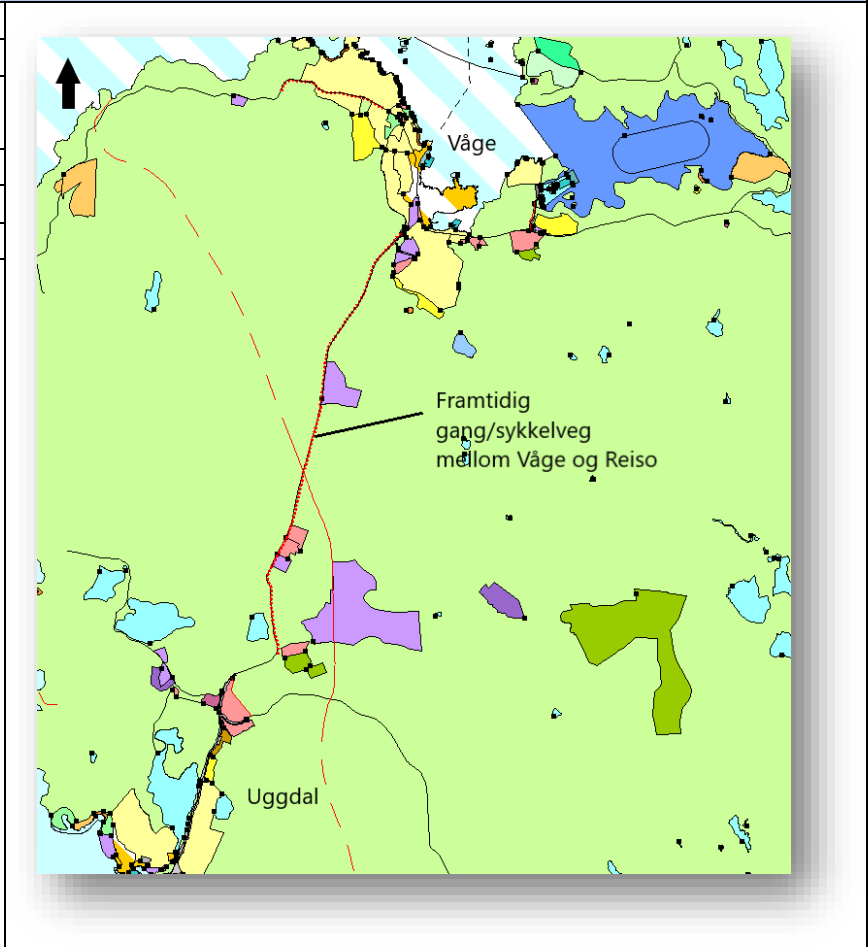 Våge
Framtidig
gang/sykkelveg
mellom Våge og Reiso
Uggdal